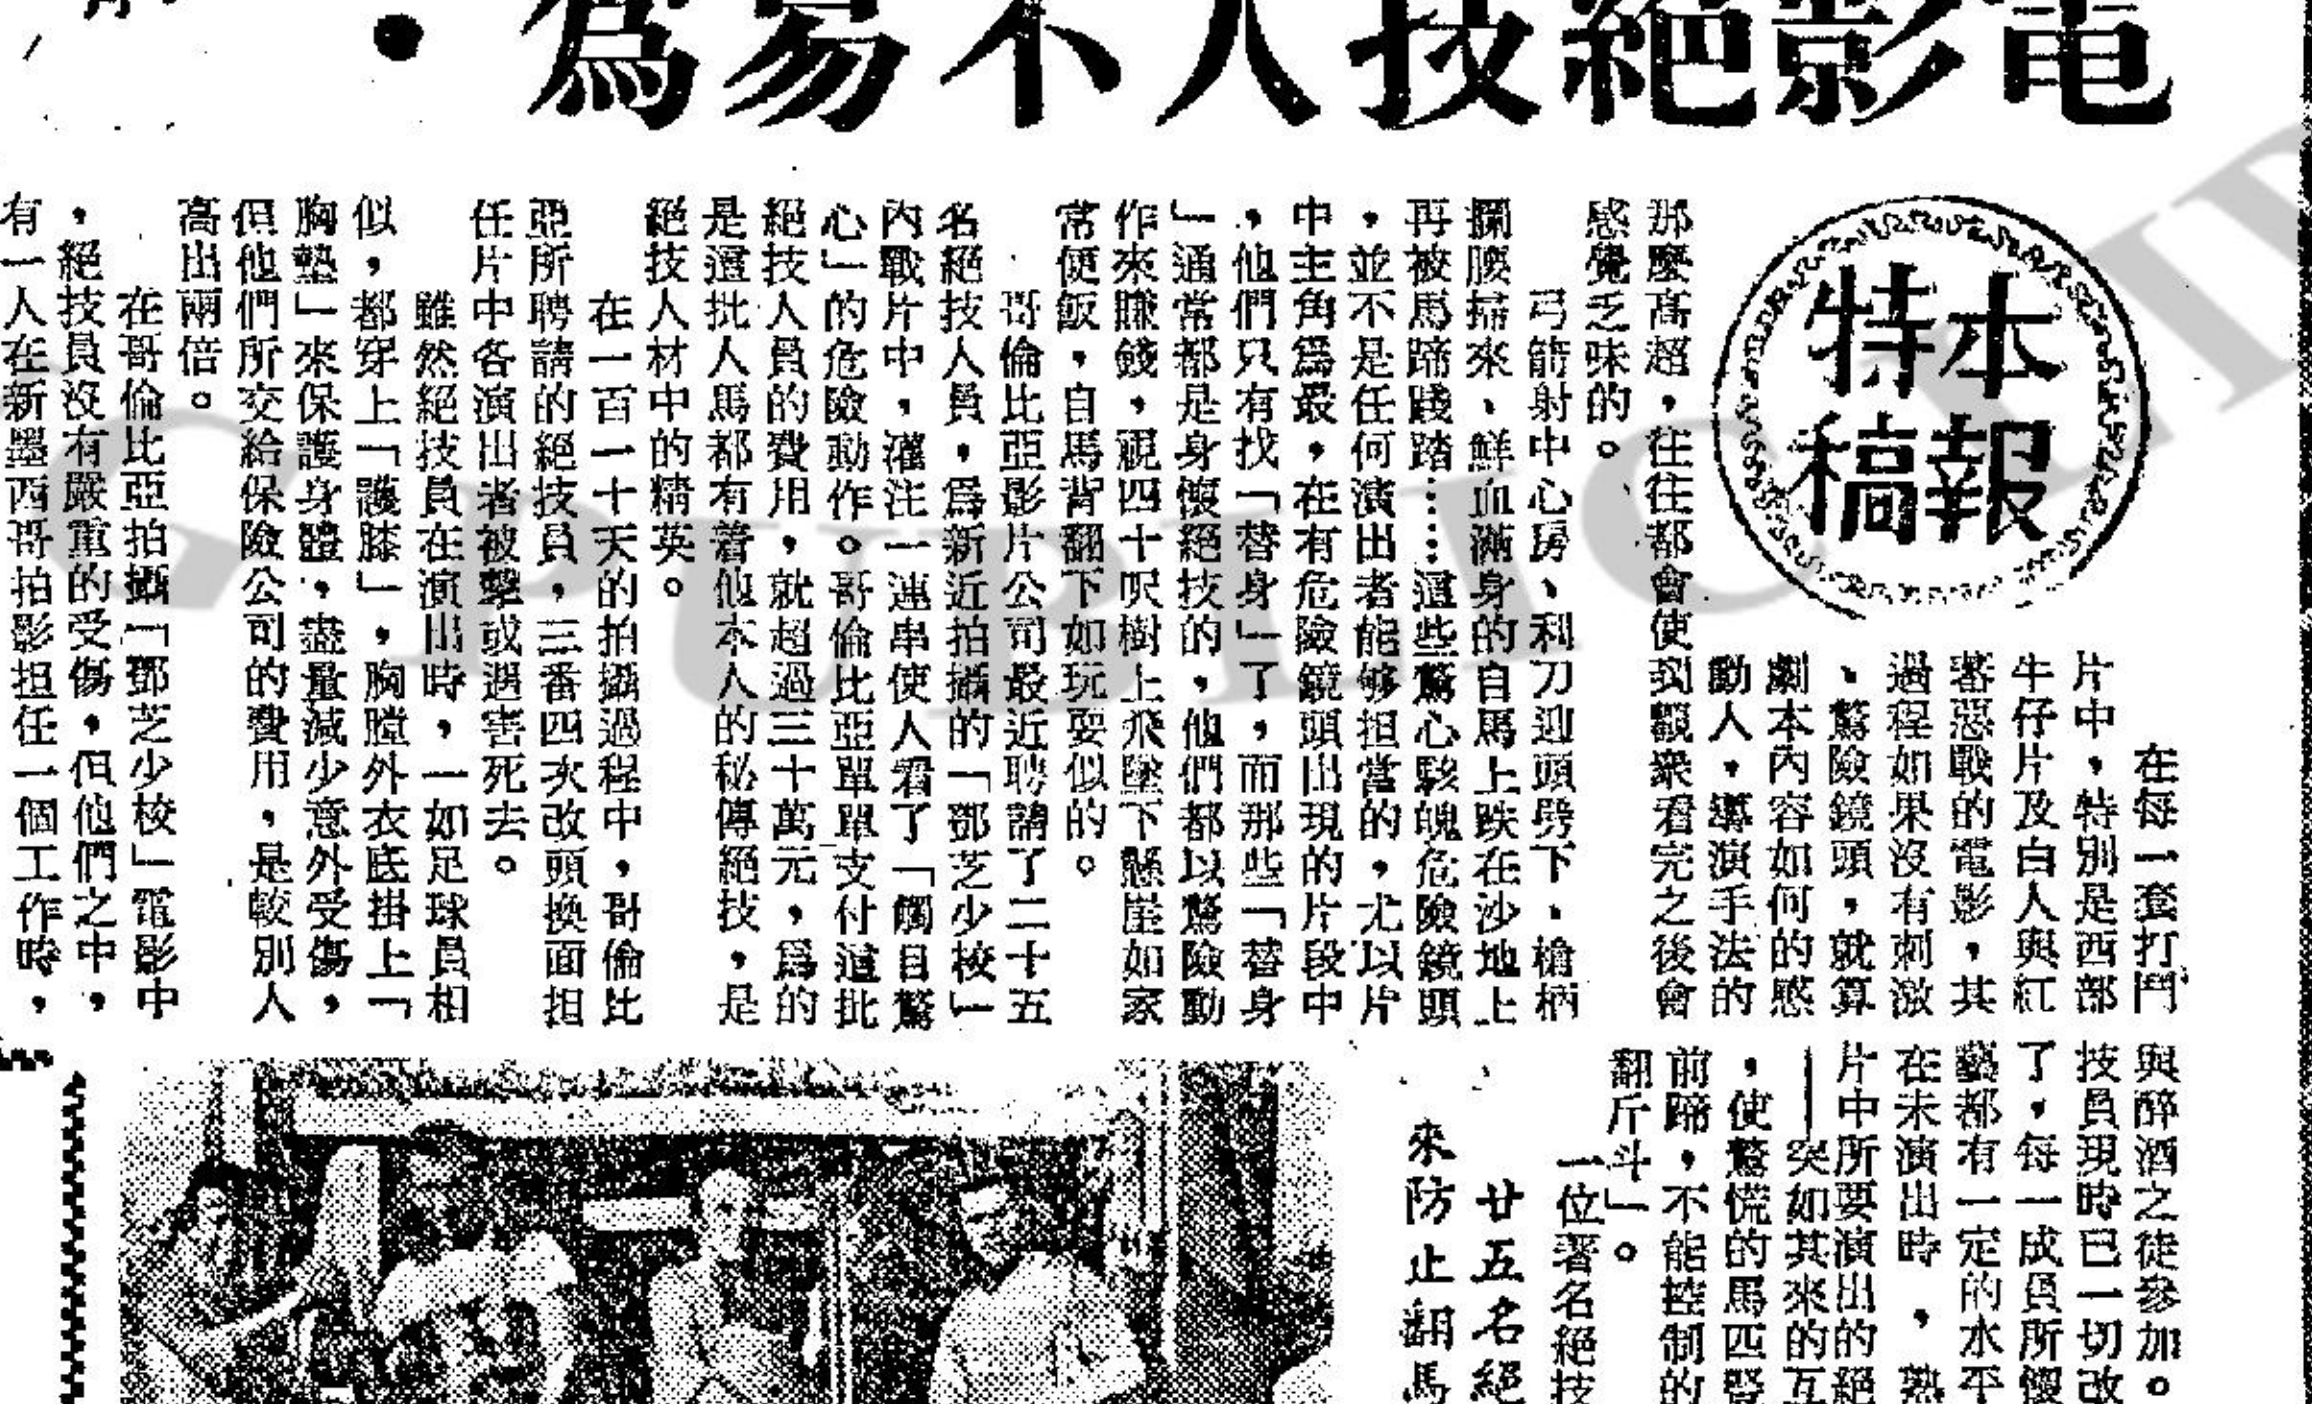 電影絕技人不易爲·
本報
特稿
在每一套打鬥
片中，特別是西部
牛仔片及白人與紅
蕃惡戰的電影，其
過程如果沒有刺激
、驚險鏡頭，就算
劇本內容如何的感
動人，導演手法的
那麼高超，往往都會使到觀衆看完之後會
感覺乏味的。
弓箭射中心房、利刀迎頭劈下、槍柄
攔腰掃來、鮮血滿身的自馬上跌在沙地上
再被馬蹄踐踏……這些驚心駭魄危險鏡頭
，並不是任何演出者能够担當的，尤以片
中主角爲最，在有危險鏡頭出現的片段中
，他們只有找「替身」了，而那些「替身
」通常都是身懷絕技的，他們都以驚險動
作來賺錢，視四十呎樹上飛墮下懸崖如家
常便飯，自馬背翻下如玩耍似的。
哥倫比亞影片公司最近聘請了二十五
名絕技人員，爲新近拍攝的「鄧芝少校」
內戰片中，灌注一連串使人看了「觸目驚
心」的危險動作。哥倫比亞單單支付這批
絕技人員的費用，就超過三十萬元，爲的
是這批人馬都有着他本人的秘傳絕技，是
絕技人材中的精英。
在一百一十天的拍攝過程中，哥倫比
亞所聘請的絕技員，三番四次改頭換面担
任片中各演出者被擊或遇害死去。
雖然絕技員在演出時，一如足球員相
似，都穿上「護膝」，胸膛外衣底掛上「
胸墊」來保護身體，盡量減少意外受傷，
但他們所交給保險公司的費用，是較別人
高出兩倍。
在哥倫比亞拍攝「鄧芝少校」電影中
，絕技員沒有嚴重的受傷，但他們之中，
有一人在新墨西哥拍影担任一個工作時，
與醉酒之徒參加。
技員現時已一切改
了，每一成員所懷
藝都有一定的水平
在未演出時，熟
片中所要演出的絕
——突如其來的互
，使驚慌的馬四竪
前蹄，不能控制的
翻斤斗」。
一位著名絕技
廿五名絕
來防止翻馬